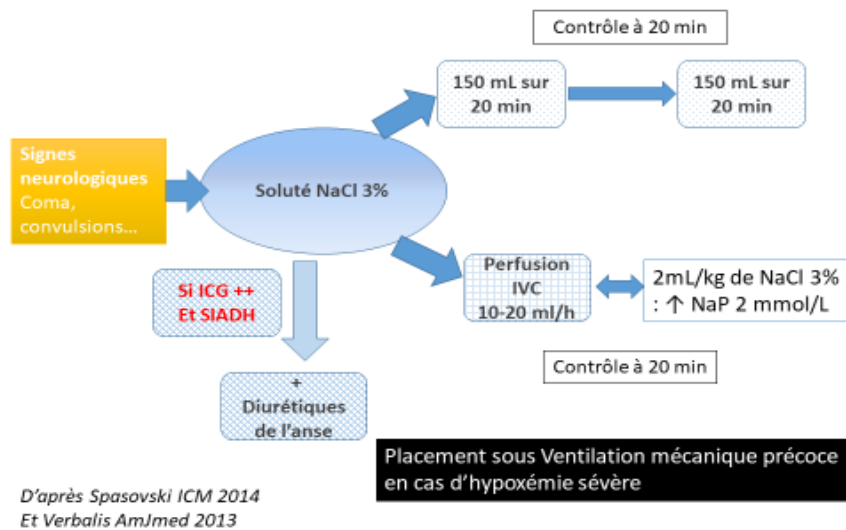 Contrôle à 20 min
150 mL sur
20 min
150 mL sur
20 min
Signes
neurologiques
Coma,
convulsions...
Soluté NaCl 3%
Si ICG ++
Et SIADH
Perfusion
IVC
10-20 ml/h
2mL/kg de NaCl 3%
: ↑ NaP 2 mmol/L
Contrôle à 20 min
+
Diurétiques
de l'anse
Placement sous Ventilation mécanique précoce
en cas d'hypoxémie sévère
D'après Spasovski ICM 2014
Et Verbalis AmJmed 2013